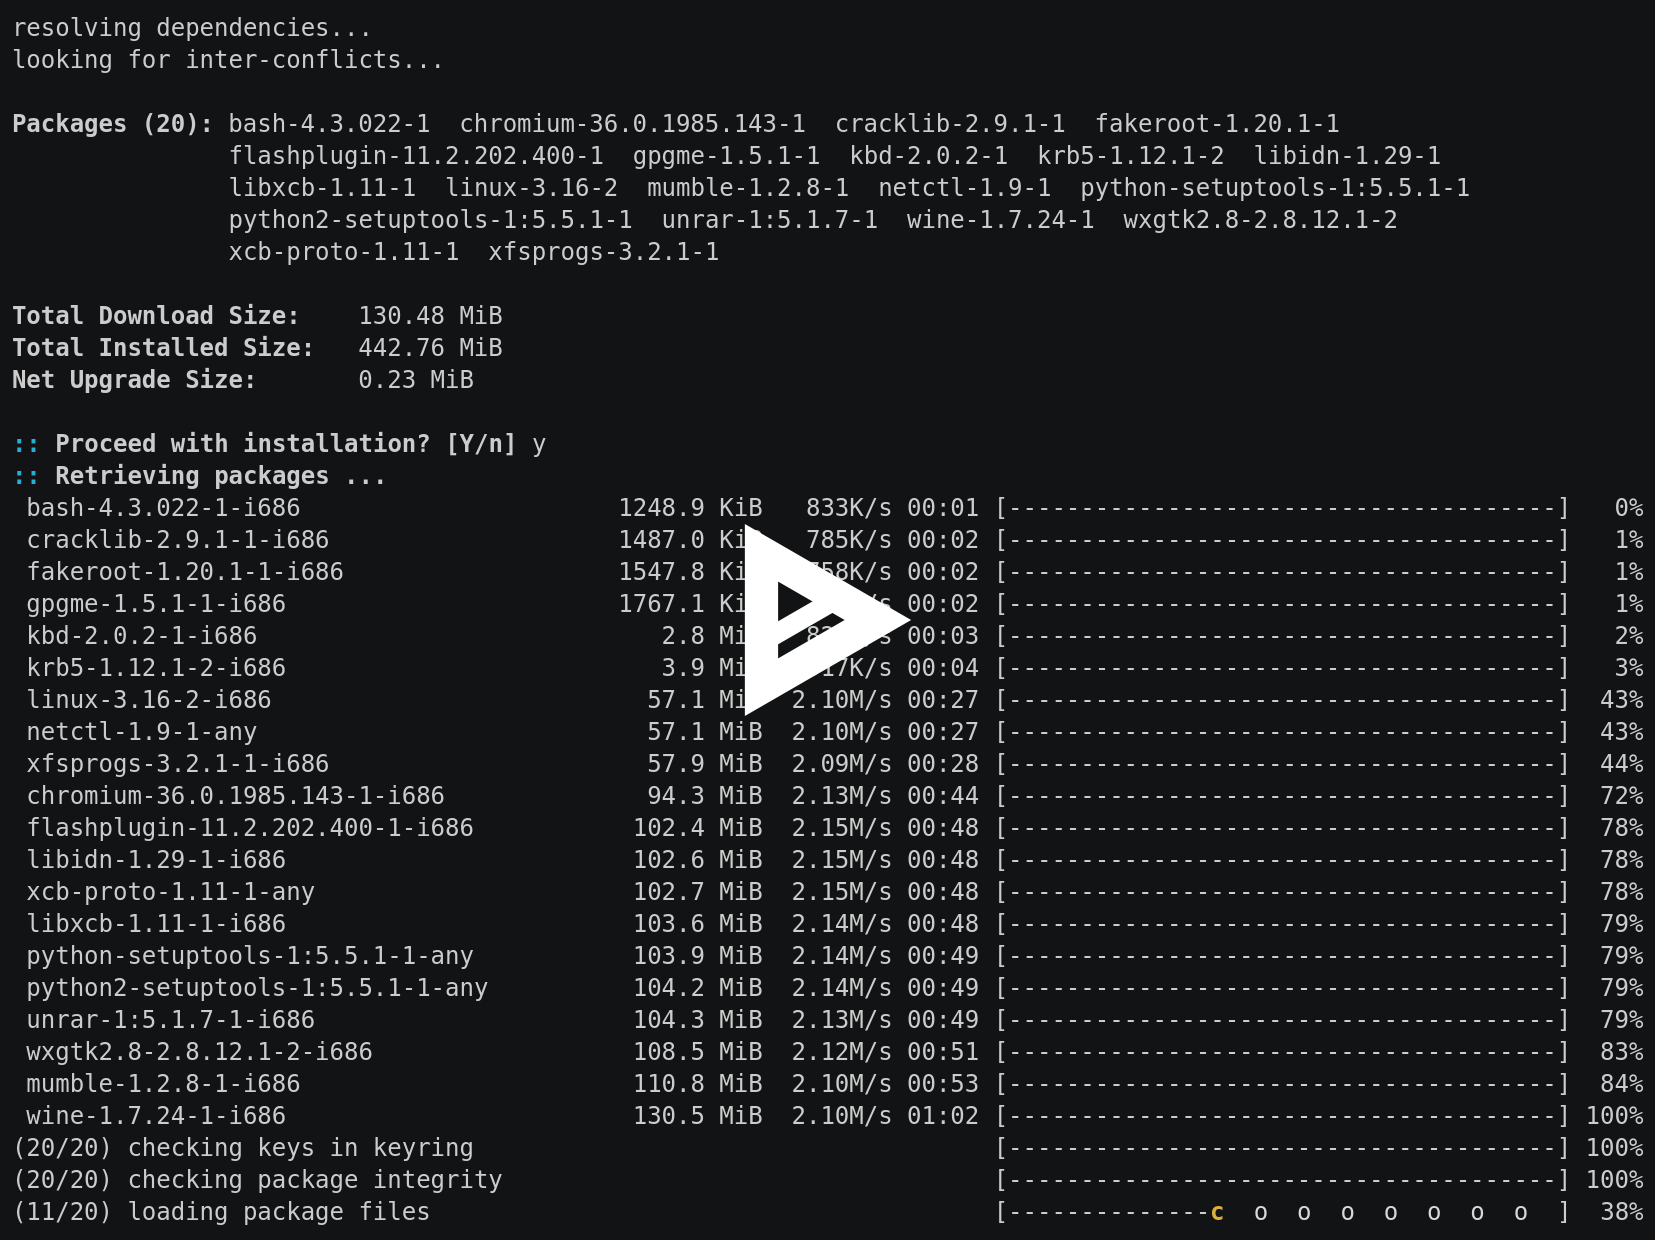 resolving dependencies...
looking for inter-conflicts...
Packages (20): bash-4.3.022-1  chromium-36.0.1985.143-1  cracklib-2.9.1-1  fakeroot-1.20.1-1
flashplugin-11.2.202.400-1  gpgme-1.5.1-1  kbd-2.0.2-1  krb5-1.12.1-2  libidn-1.29-1
libxcb-1.11-1  linux-3.16-2  mumble-1.2.8-1  netctl-1.9-1  python-setuptools-1:5.5.1-1
python2-setuptools-1:5.5.1-1  unrar-1:5.1.7-1  wine-1.7.24-1  wxgtk2.8-2.8.12.1-2
xcb-proto-1.11-1  xfsprogs-3.2.1-1
Total Download Size:    130.48 MiB
Total Installed Size:   442.76 MiB
Net Upgrade Size:       0.23 MiB
:: Proceed with installation? [Y/n] y
:: Retrieving packages ...
bash-4.3.022-1-i686 1248.9 KiB 833K/s 00:01 [--------------------------------------] 0%
cracklib-2.9.1-1-i686 1487.0 785K/s 00:02 [--------------------------------------] 1%
fakeroot-1.20.1-1-i686 1547.8 00:02 [--------------------------------------] 1%
gpgme-1.5.1-1-i686 1767.1 00:02 [--------------------------------------] 1%
kbd-2.0.2-1-i686 2.8 00:03 [--------------------------------------] 2%
krb5-1.12.1-2-i686 3.9 00:04 [--------------------------------------] 3%
linux-3.16-2-i686 57.1 2.10M/s 00:27 [--------------------------------------] 43%
netctl-1.9-1-any 57.1 MiB 2.10M/s 00:27 [--------------------------------------] 43%
xfsprogs-3.2.1-1-i686 57.9 MiB 2.09M/s 00:28 [--------------------------------------] 44%
chromium-36.0.1985.143-1-i686 94.3 MiB 2.13M/s 00:44 [--------------------------------------] 72%
flashplugin-11.2.202.400-1-i686 102.4 MiB 2.15M/s 00:48 [--------------------------------------] 78%
libidn-1.29-1-i686 102.6 MiB 2.15M/s 00:48 [--------------------------------------] 78%
xcb-proto-1.11-1-any 102.7 MiB 2.15M/s 00:48 [--------------------------------------] 78%
libxcb-1.11-1-i686 103.6 MiB 2.14M/s 00:48 [--------------------------------------] 79%
python-setuptools-1:5.5.1-1-any 103.9 MiB 2.14M/s 00:49 [--------------------------------------] 79%
python2-setuptools-1:5.5.1-1-any 104.2 MiB 2.14M/s 00:49 [--------------------------------------] 79%
unrar-1:5.1.7-1-i686 104.3 MiB 2.13M/s 00:49 [--------------------------------------] 79%
wxgtk2.8-2.8.12.1-2-i686 108.5 MiB 2.12M/s 00:51 [--------------------------------------] 83%
mumble-1.2.8-1-i686 110.8 MiB 2.10M/s 00:53 [--------------------------------------] 84%
wine-1.7.24-1-i686 130.5 MiB 2.10M/s 01:02 [--------------------------------------] 100%
(20/20) checking keys in keyring [--------------------------------------] 100%
(20/20) checking package integrity [--------------------------------------] 100%
(11/20) loading package files [--------------c  o  o  o  o  o  o  o  ] 38%